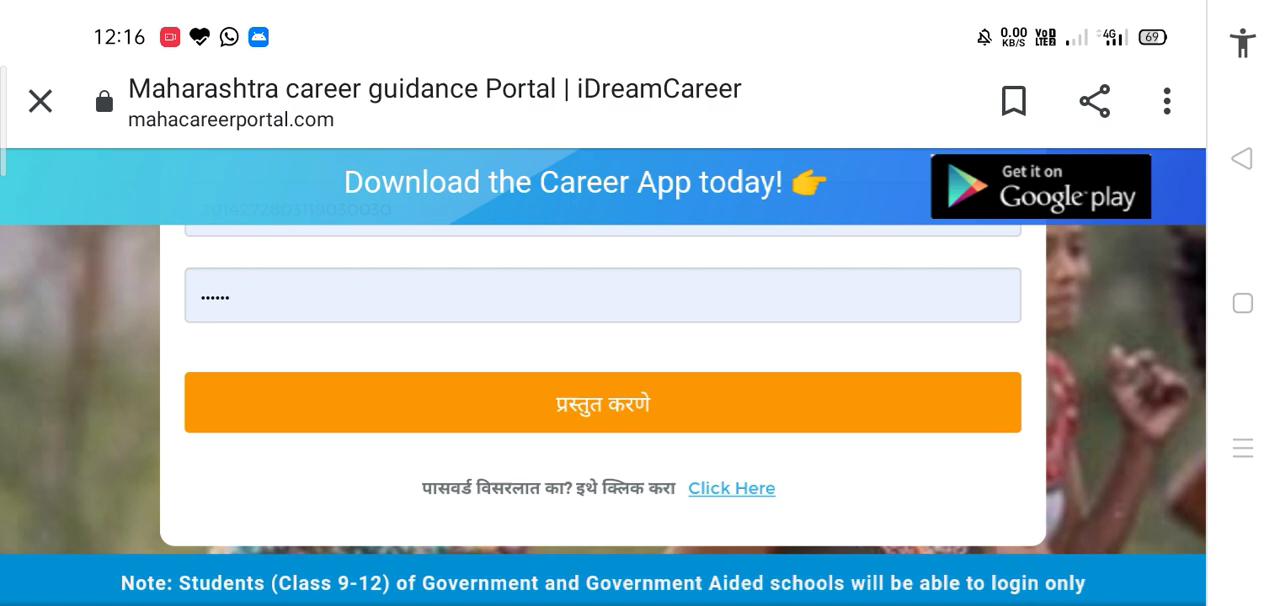 12:16
0.00 KB/S
VoD LTE2
4G
69
Maharashtra career guidance Portal | iDreamCareer
mahacareerportal.com
Download the Career App today! 👉
Get it on
Google play
••••••
प्रस्तुत करणे
पासवर्ड विसरलात का? इथे क्लिक करा Click Here
Note: Students (Class 9-12) of Government and Government Aided schools will be able to login only